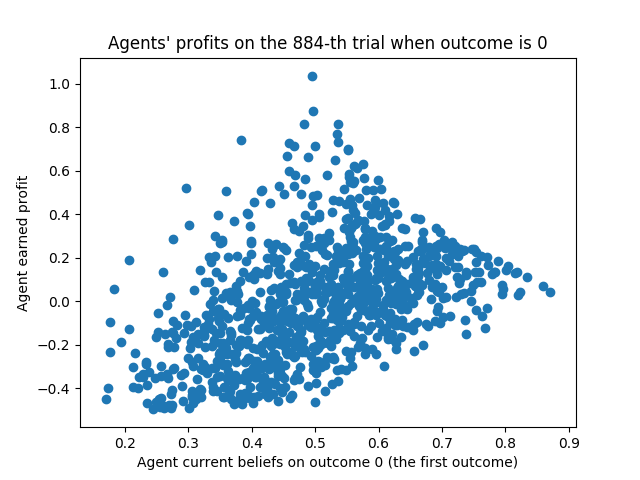 Agents' profits on the 884-th trial when outcome is 0
1.0
0.8
0.6
0.4
0.2
0.0
−0.2
−0.4
Agent earned profit
0.2 0.3 0.4 0.5 0.6 0.7 0.8 0.9
Agent current beliefs on outcome 0 (the first outcome)